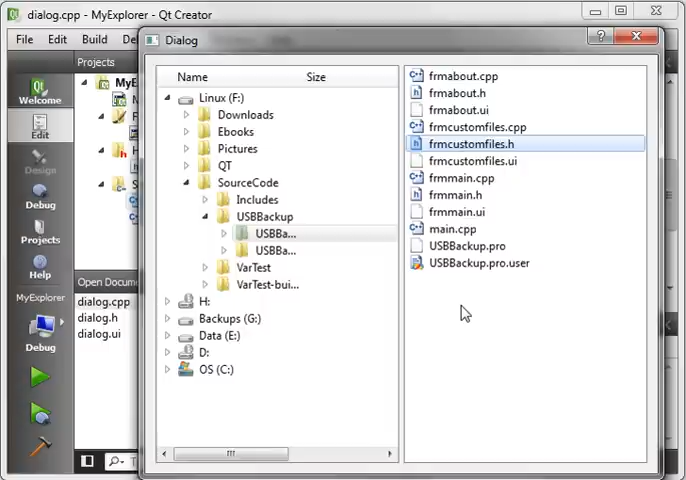 dialog.cpp - MyExplorer - Qt Creator
File Edit Build
Dialog
Projects
Welcome
Edit
Design
Debug
Projects
Help
MyExplorer
Debug
MyE
Open Docume
dialog.cpp
dialog.h
dialog.ui
Name Size
Linux (F:)
Downloads
Ebooks
Pictures
QT
SourceCode
Includes
USBBackup
USBBa...
USBBa...
VarTest
VarTest-bui...
H:
Backups (G:)
Data (E:)
D:
OS (C:)
frmabout.cpp
frmabout.h
frmabout.ui
frmcustomfiles.cpp
frmcustomfiles.h
frmcustomfiles.ui
frmmain.cpp
frmmain.h
frmmain.ui
main.cpp
USBBackup.pro
USBBackup.pro.user